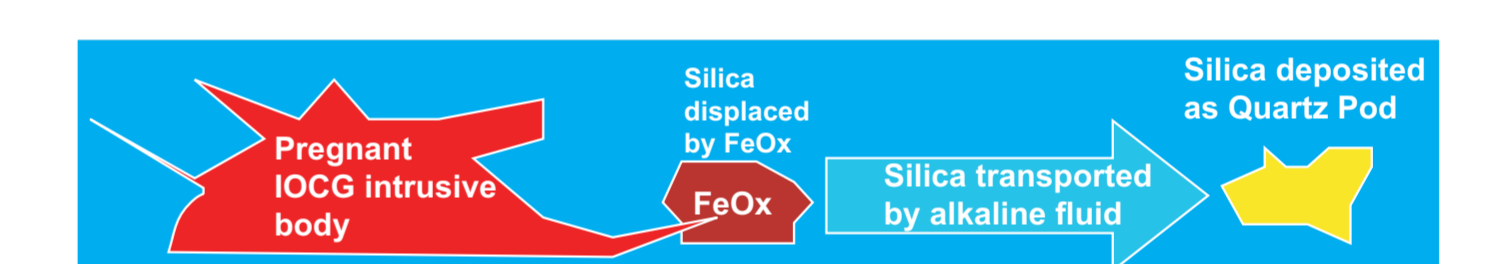 Pregnant
IOCG intrusive
body
Silica
displaced
by FeOx
FeOx
Silica transported
by alkaline fluid
Silica deposited
as Quartz Pod